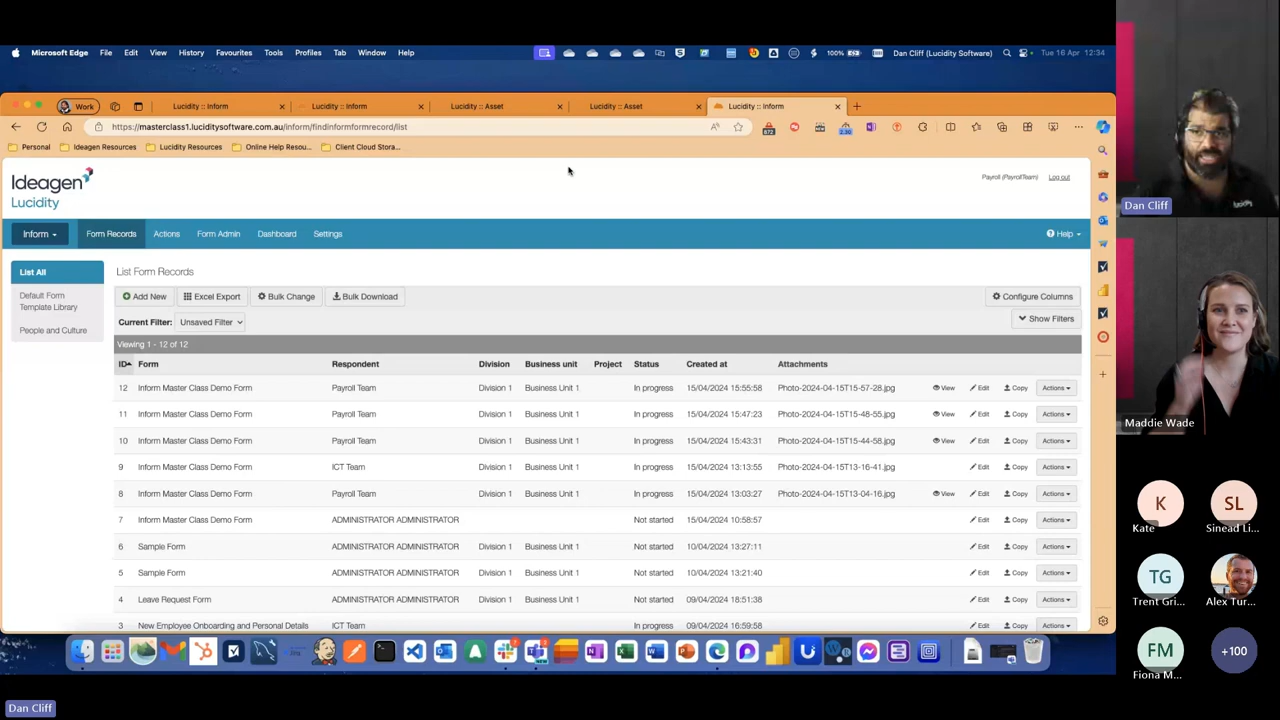 Microsoft Edge File Edit View History Favourites Tools Profiles Tab Window Help 100% Dan Cliff (Lucidity Software) Tue 16 Apr 12:34
Work Lucidity :: Inform Lucidity :: Inform Lucidity :: Asset Lucidity :: Asset Lucidity :: Inform
https://masterclass1.luciditysoftware.com.au/inform/findinformformrecord/list
Personal Ideagen Resources Lucidity Resources Online Help Resou... Client Cloud Stora...
Ideagen
Lucidity
Payroll (PayrollTeam) Log out
Inform Form Records Actions Form Admin Dashboard Settings Help
List All
Default Form
Template Library
People and Culture
List Form Records
Add New Excel Export Bulk Change Bulk Download Configure Columns
Current Filter: Unsaved Filter Show Filters
Viewing 1 - 12 of 12
ID Form Respondent Division Business unit Project Status Created at Attachments
12 Inform Master Class Demo Form Payroll Team Division 1 Business Unit 1 In progress 15/04/2024 15:55:58 Photo-2024-04-15T15-57-28.jpg View Edit Copy Actions
11 Inform Master Class Demo Form Payroll Team Division 1 Business Unit 1 In progress 15/04/2024 15:47:23 Photo-2024-04-15T15-48-55.jpg View Edit Copy Actions
10 Inform Master Class Demo Form Payroll Team Division 1 Business Unit 1 In progress 15/04/2024 15:43:31 Photo-2024-04-15T15-44-58.jpg View Edit Copy Actions
9 Inform Master Class Demo Form ICT Team Division 1 Business Unit 1 In progress 15/04/2024 13:13:55 Photo-2024-04-15T13-16-41.jpg Edit Copy Actions
8 Inform Master Class Demo Form Payroll Team Division 1 Business Unit 1 In progress 15/04/2024 13:03:27 Photo-2024-04-15T13-04-16.jpg View Edit Copy Actions
7 Inform Master Class Demo Form ADMINISTRATOR ADMINISTRATOR Not started 15/04/2024 10:58:57 Edit Copy Actions
6 Sample Form ADMINISTRATOR ADMINISTRATOR Division 1 Business Unit 1 Not started 10/04/2024 13:27:11 Edit Copy Actions
5 Sample Form ADMINISTRATOR ADMINISTRATOR Division 1 Business Unit 1 Not started 10/04/2024 13:21:40 Edit Copy Actions
4 Leave Request Form ADMINISTRATOR ADMINISTRATOR Division 1 Business Unit 1 Not started 09/04/2024 18:51:38 Edit Copy Actions
3 New Employee Onboarding and Personal Details ICT Team In progress 09/04/2024 16:59:58 Edit Copy Actions
Dan Cliff
Maddie Wade
K SL
Kate Sinead Li...
TG
Trent Gri... Alex Tur...
FM +100
Fiona M...
Dan Cliff